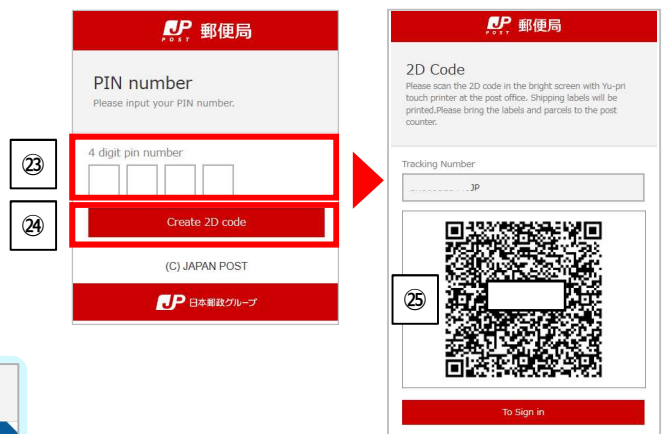 JP POST 郵便局
PIN number
Please input your PIN number.
㉓
4 digit pin number
㉔
Create 2D code
(C) JAPAN POST
JP 日本郵政グループ
JP POST 郵便局
2D Code
Please scan the 2D code in the bright screen with Yu-pri
touch printer at the post office. Shipping labels will be
printed.Please bring the labels and parcels to the post
counter.
Tracking Number
JP
㉕
To Sign in